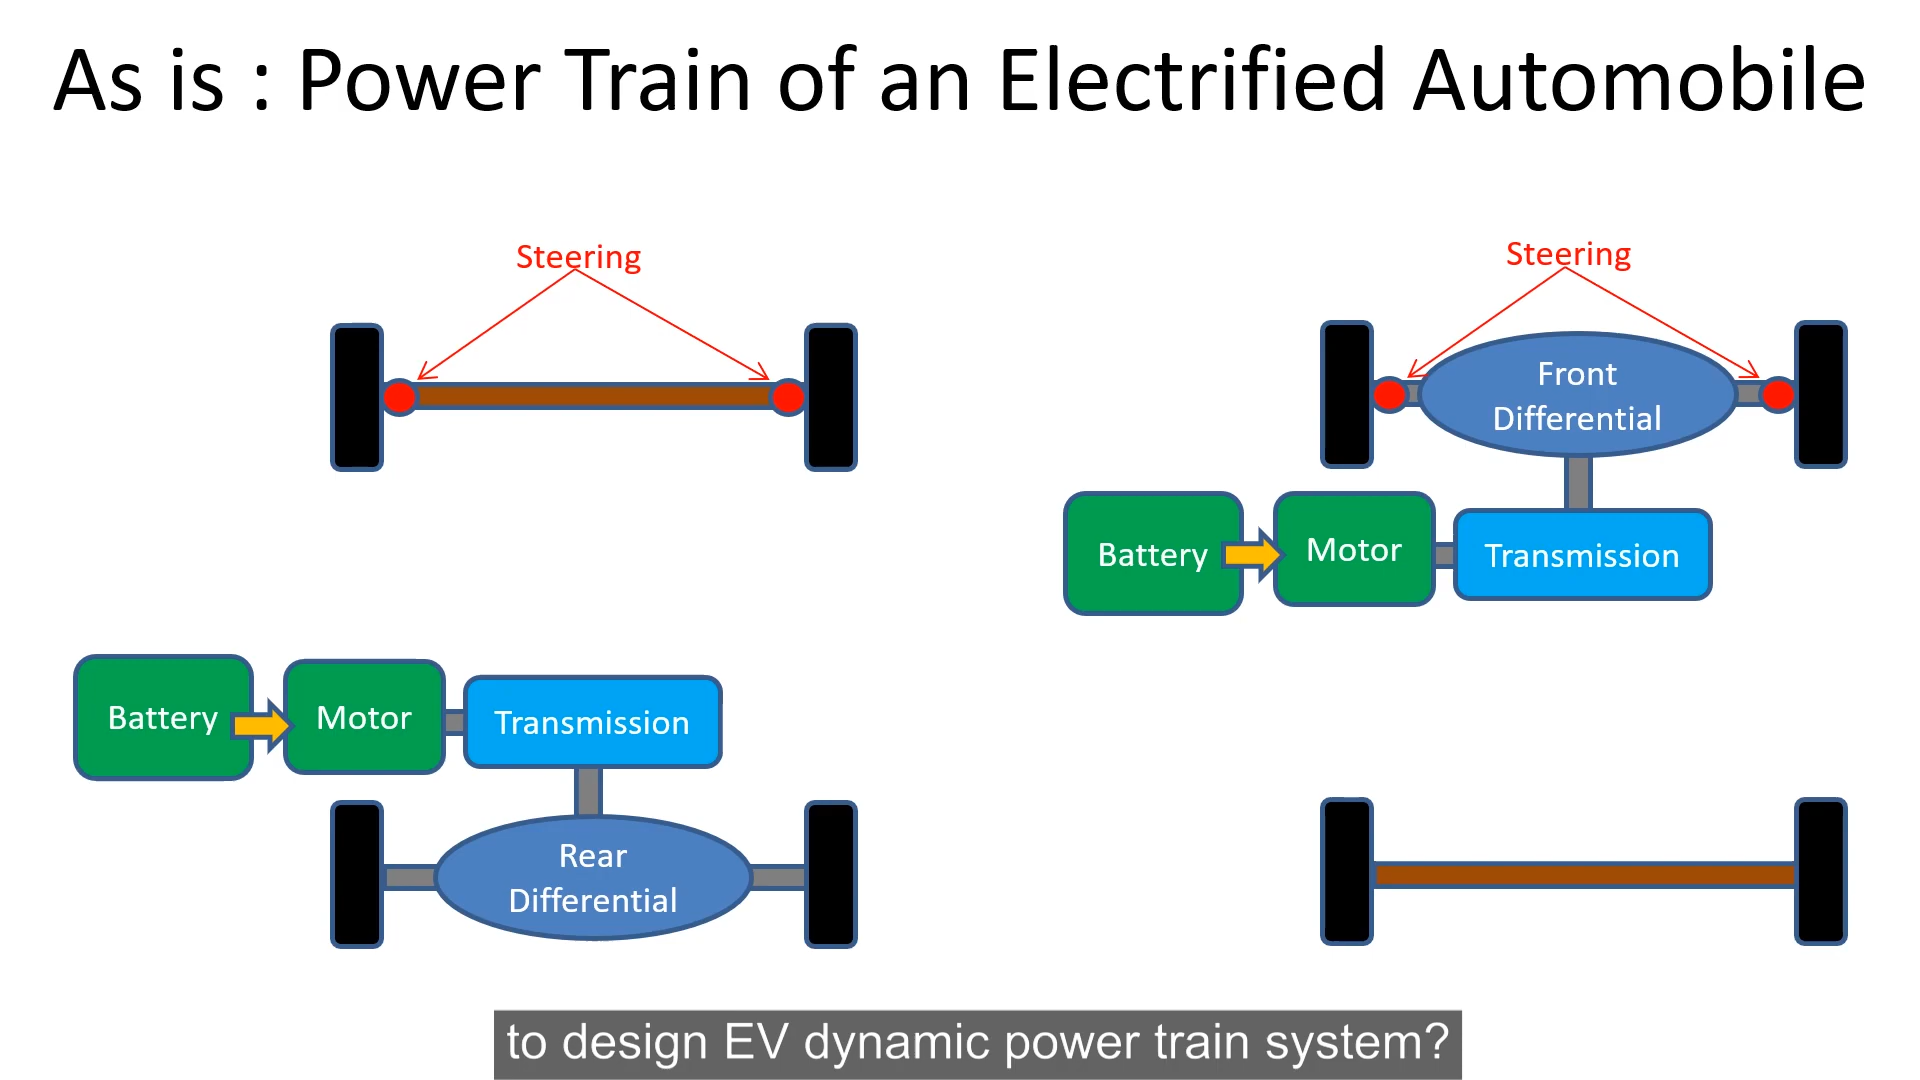 As is : Power Train of an Electrified Automobile
Steering
Steering
Front
Differential
Battery
Motor
Transmission
Battery
Motor
Transmission
Rear
Differential
to design EV dynamic power train system?